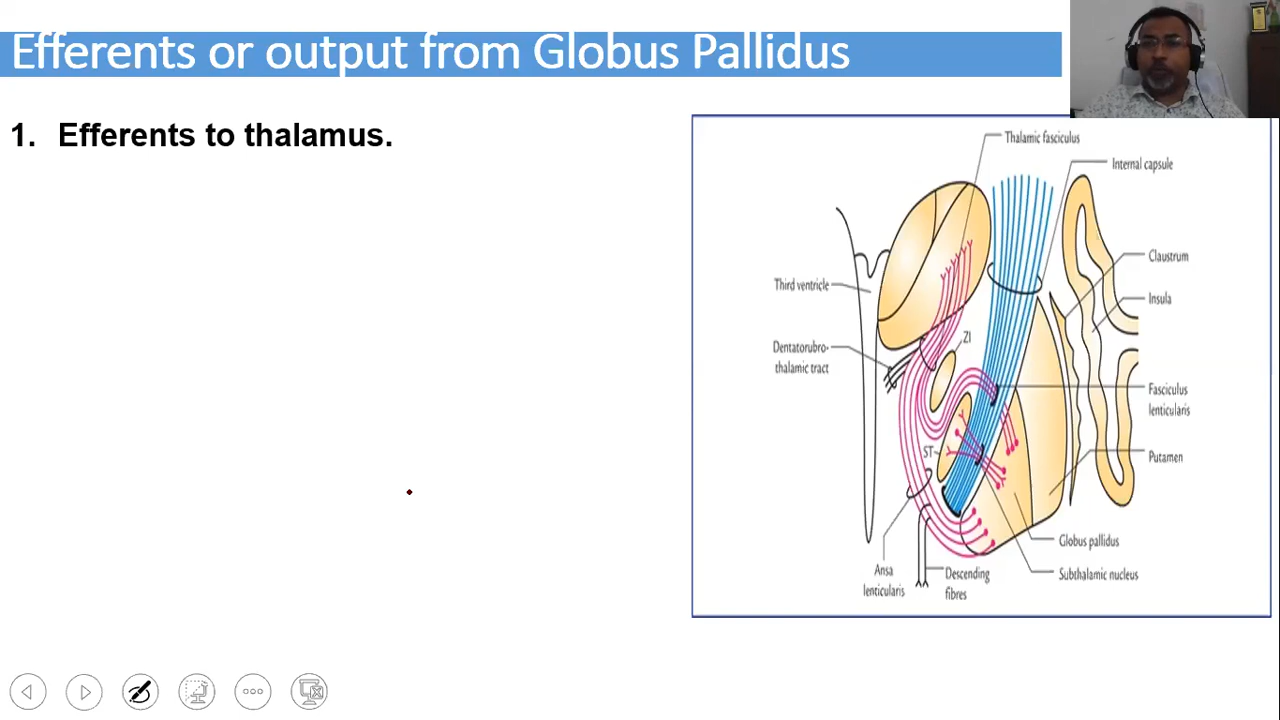 Efferents or output from Globus Pallidus
1. Efferents to thalamus.
Thalamic fasciculus
Internal capsule
Claustrum
Third ventricle
Insula
ZI
Dentatorubro-
thalamic tract
Fasciculus
lenticularis
ST
Putamen
Globus pallidus
Ansa
lenticularis
Descending
fibres
Subthalamic nucleus